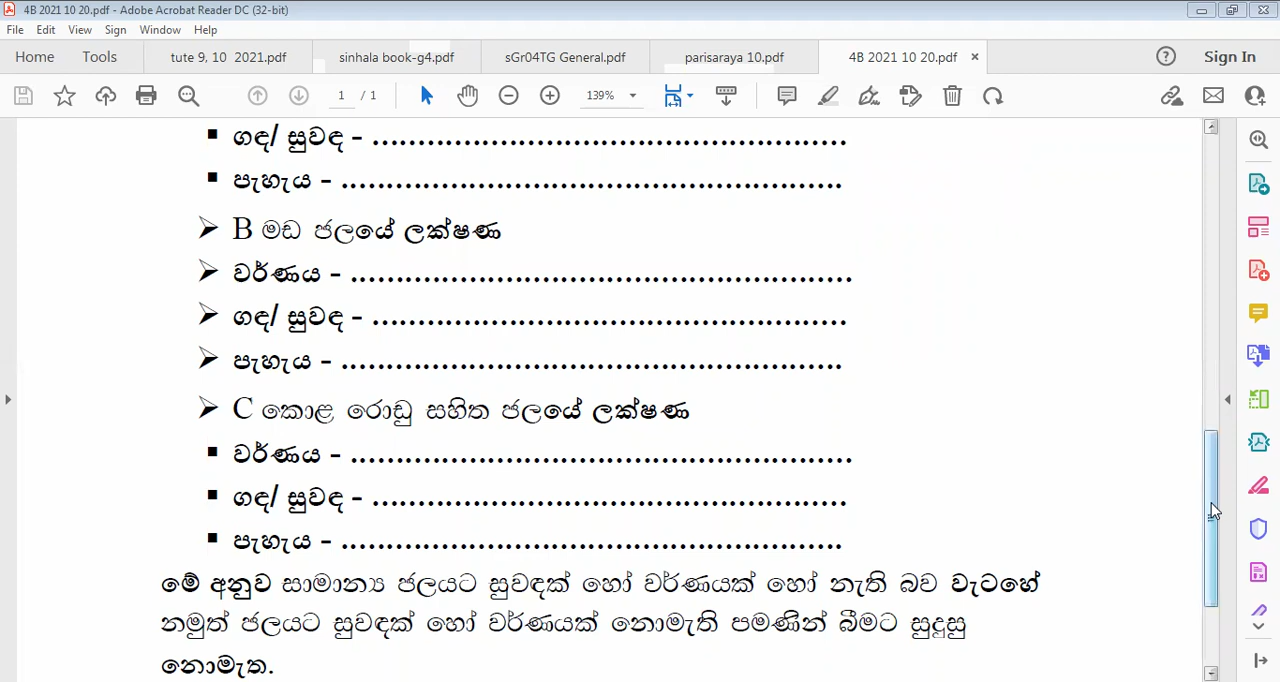 4B 2021 10 20.pdf - Adobe Acrobat Reader DC (32-bit)
File Edit View Sign Window Help
Home Tools tute 9, 10 2021.pdf sinhala book-g4.pdf sGr04TG General.pdf parisaraya 10.pdf 4B 2021 10 20.pdf × Sign In
1 / 1 139%
▪ ගඳ/ සුවඳ - ......................................................
▪ පැහැය - .........................................................
➢ B මඩ ජලයේ ලක්ෂණ
➢ වර්ණය - .........................................................
➢ ගඳ/ සුවඳ - ......................................................
➢ පැහැය - .........................................................
➢ C කොළ රොඩු සහිත ජලයේ ලක්ෂණ
▪ වර්ණය - .........................................................
▪ ගඳ/ සුවඳ - ......................................................
▪ පැහැය - .........................................................
මේ අනුව සාමාන්‍ය ජලයට සුවඳක් හෝ වර්ණයක් හෝ නැති බව වැටහේ
නමුත් ජලයට සුවඳක් හෝ වර්ණයක් නොමැති පමණින් බීමට සුදුසු
නොමැත.